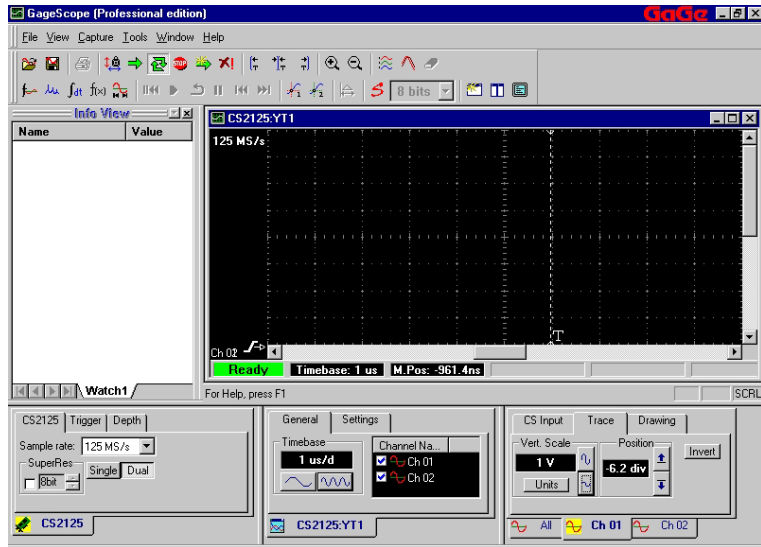 GageScope (Professional edition)
GaGe
File View Capture Tools Window Help
8 bits
Info View
Name Value
Watch1
CS2125:YT1
125 MS/s
T
Ready Timebase: 1 us M.Pos: -961.4ns
For Help, press F1
SCRL
CS2125 Trigger Depth
Sample rate: 125 MS/s
SuperRes
8bit
Single Dual
CS2125
General Settings
Timebase
1 us/d
Channel Na...
Ch 01
Ch 02
CS2125:YT1
CS Input Trace Drawing
Vert. Scale
1 V
Units
Position
-6.2 div
Invert
All Ch 01 Ch 02